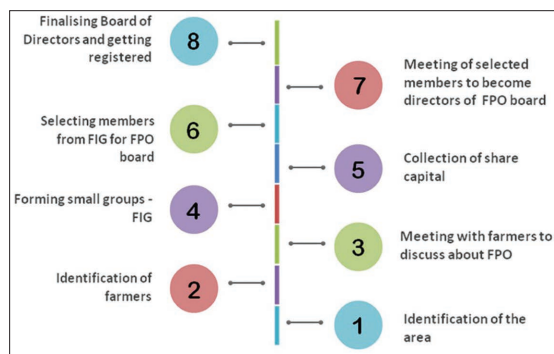 Finalising Board of
Directors and getting
registered
8
7
Meeting of selected
members to become
directors of FPO board
Selecting members
from FIG for FPO
board
6
5
Collection of share
capital
Forming small groups -
FIG
4
3
Meeting with farmers to
discuss about FPO
Identification of
farmers
2
1
Identification of the
area